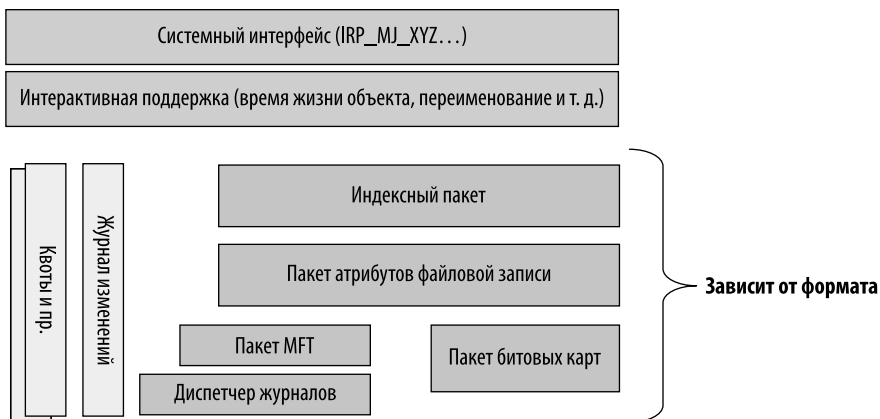 Системный интерфейс (IRP_MJ_XYZ…)
Интерактивная поддержка (время жизни объекта, переименование и т. д.)
Квоты и пр.
Журнал изменений
Индексный пакет
Пакет атрибутов файловой записи
Пакет MFT
Пакет битовых карт
Диспетчер журналов
Зависит от формата